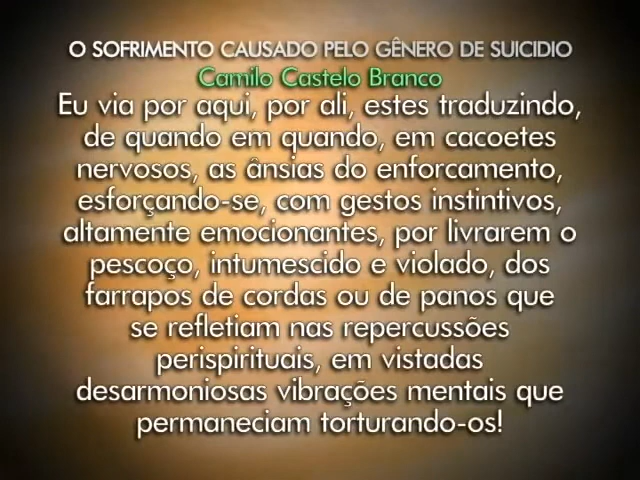 O SOFRIMENTO CAUSADO PELO GÊNERO DE SUICIDIO
Camilo Castelo Branco
Eu via por aqui, por ali, estes traduzindo,
de quando em quando, em cacoetes
nervosos, as ânsias do enforcamento,
esforçando-se, com gestos instintivos,
altamente emocionantes, por livrarem o
pescoço, intumescido e violado, dos
farrapos de cordas ou de panos que
se refletiam nas repercussões
perispirituais, em vistadas
desarmoniosas vibrações mentais que
permaneciam torturando-os!